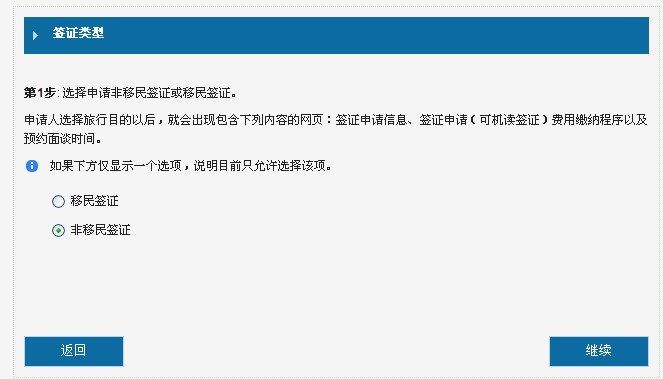 签证类型
第1步: 选择申请非移民签证或移民签证。
申请人选择旅行目的以后，就会出现包含下列内容的网页：签证申请信息、签证申请（可机读签证）费用缴纳程序以及
预约面谈时间。
如果下方仅显示一个选项，说明目前只允许选择该项。
移民签证
非移民签证
返回
继续